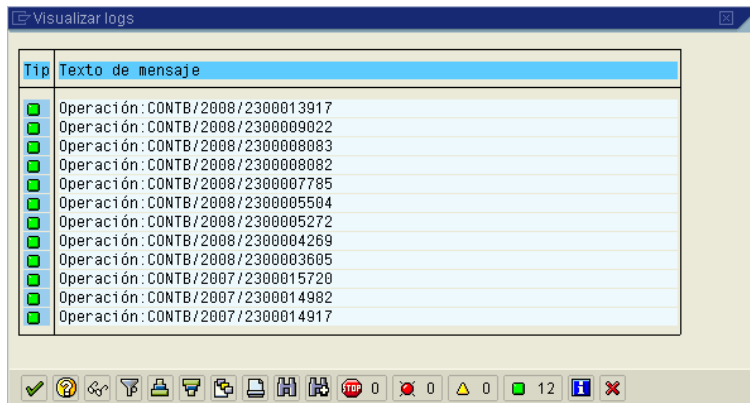 Visualizar logs
Tip Texto de mensaje
Operación:CONTB/2008/2300013917
Operación:CONTB/2008/2300009022
Operación:CONTB/2008/2300008083
Operación:CONTB/2008/2300008082
Operación:CONTB/2008/2300007785
Operación:CONTB/2008/2300005504
Operación:CONTB/2008/2300005272
Operación:CONTB/2008/2300004269
Operación:CONTB/2008/2300003605
Operación:CONTB/2007/2300015720
Operación:CONTB/2007/2300014982
Operación:CONTB/2007/2300014917
STOP 0 0 0 12